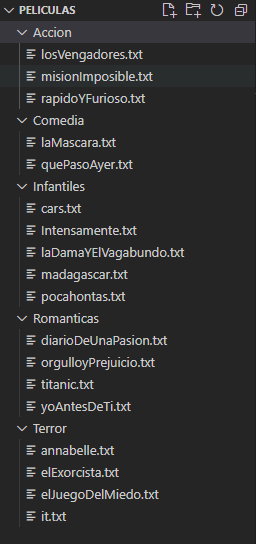 PELICULAS
Accion
losVengadores.txt
misionImposible.txt
rapidoYFurioso.txt
Comedia
laMascara.txt
quePasoAyer.txt
Infantiles
cars.txt
Intensamente.txt
laDamaYElVagabundo.txt
madagascar.txt
pocahontas.txt
Romanticas
diarioDeUnaPasion.txt
orgulloyPrejuicio.txt
titanic.txt
yoAntesDeTi.txt
Terror
annabelle.txt
elExorcista.txt
elJuegoDelMiedo.txt
it.txt